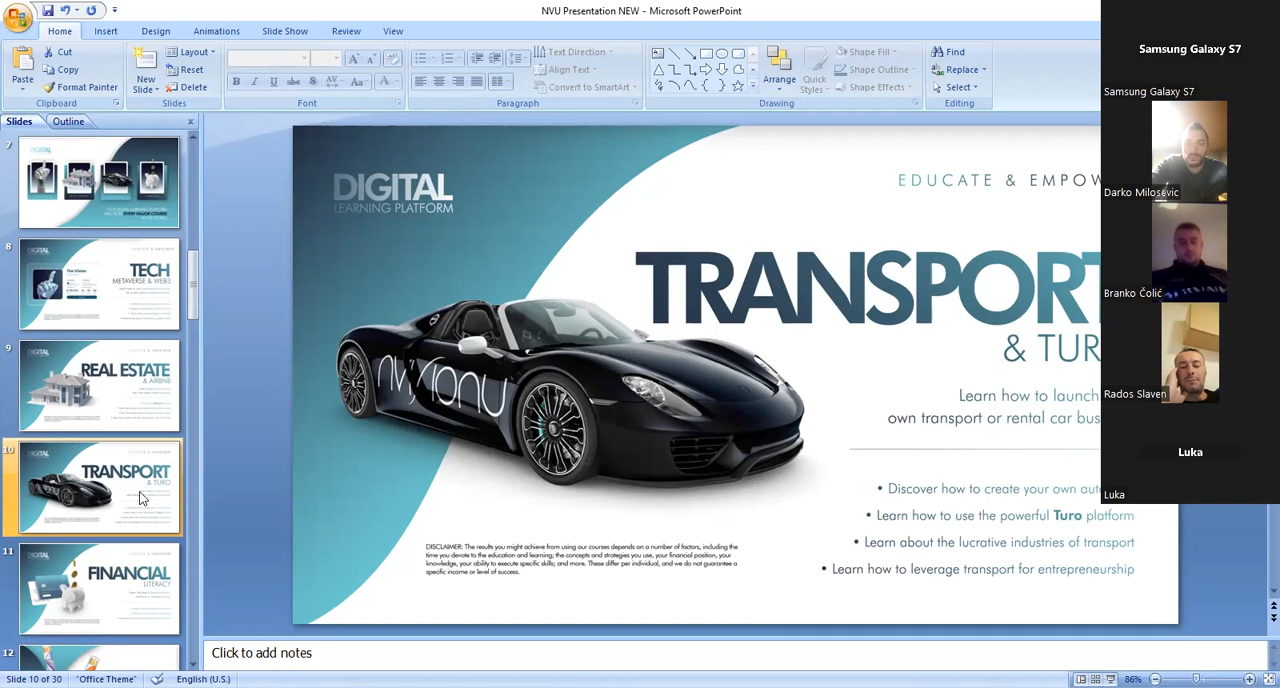 NVU Presentation NEW - Microsoft PowerPoint
Home
Insert
Design
Animations
Slide Show
Review
View
Paste
Cut
Copy
Format Painter
Clipboard
New
Slide
Layout
Reset
Delete
Slides
B I U abc S AV Aa A
Font
Text Direction
Align Text
Convert to SmartArt
Paragraph
Arrange
Quick
Styles
Shape Fill
Shape Outline
Shape Effects
Drawing
Find
Replace
Select
Editing
Slides
Outline
7
DIGITAL
8
DIGITAL
TECH
METAVERSE & WEB3
The Vision
9
DIGITAL
REAL ESTATE
& AIRBNB
10
DIGITAL
TRANSPORT
& TURO
11
DIGITAL
FINANCIAL
LITERACY
12
DIGITAL
LEARNING PLATFORM
EDUCATE & EMPOW
TRANSPORT
& TUR
Learn how to launch
own transport or rental car bus
• Discover how to create your own aut
• Learn how to use the powerful Turo platform
• Learn about the lucrative industries of transport
• Learn how to leverage transport for entrepreneurship
DISCLAIMER: The results you might achieve from using our courses depends on a number of factors, including the
time you devote to the education and learning; the concepts and strategies you use, your financial position, your
knowledge, your ability to execute specific skills; and more. These differ per individual, and we do not guarantee a
specific income or level of success.
Samsung Galaxy S7
Samsung Galaxy S7
Darko Milosevic
Branko Čolić
Rados Slaven
Luka
Luka
Click to add notes
Slide 10 of 30
"Office Theme"
English (U.S.)
86%